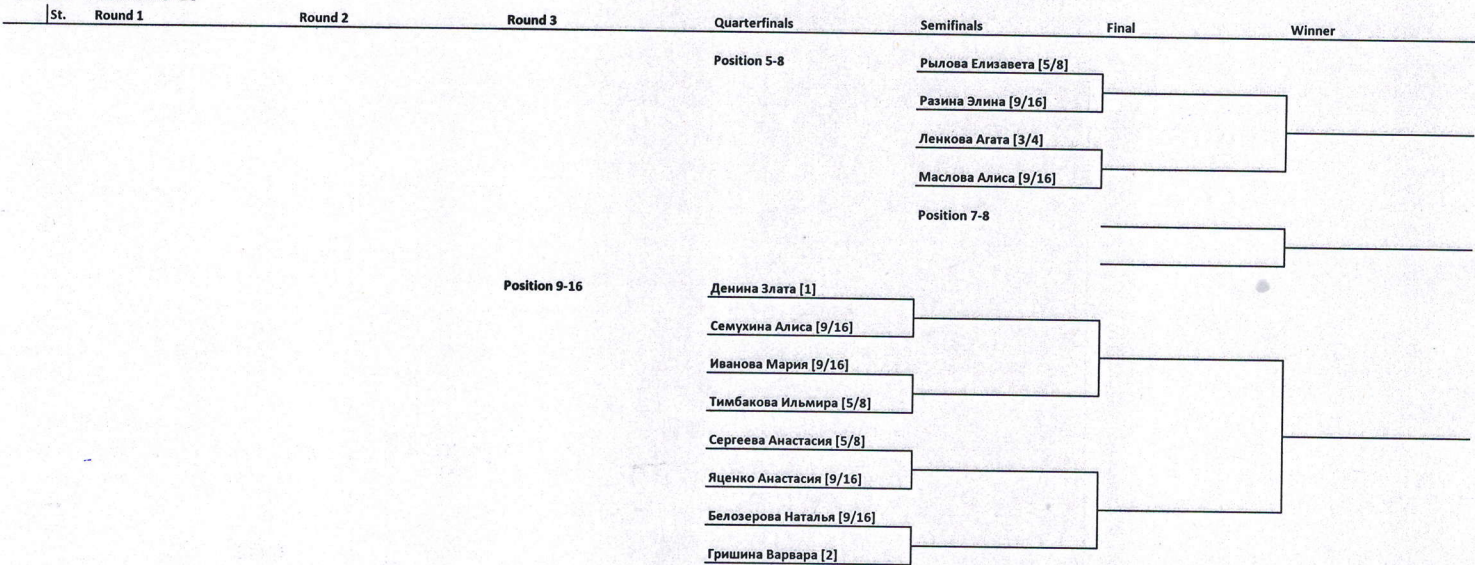 St. Round 1 Round 2 Round 3 Quarterfinals Semifinals Final Winner
Position 5-8
Рылова Елизавета [5/8]
Разина Элина [9/16]
Ленкова Агата [3/4]
Маслова Алиса [9/16]
Position 7-8
Position 9-16
Денина Злата [1]
Семухина Алиса [9/16]
Иванова Мария [9/16]
Тимбакова Ильмира [5/8]
Сергеева Анастасия [5/8]
Яценко Анастасия [9/16]
Белозерова Наталья [9/16]
Гришина Варвара [2]